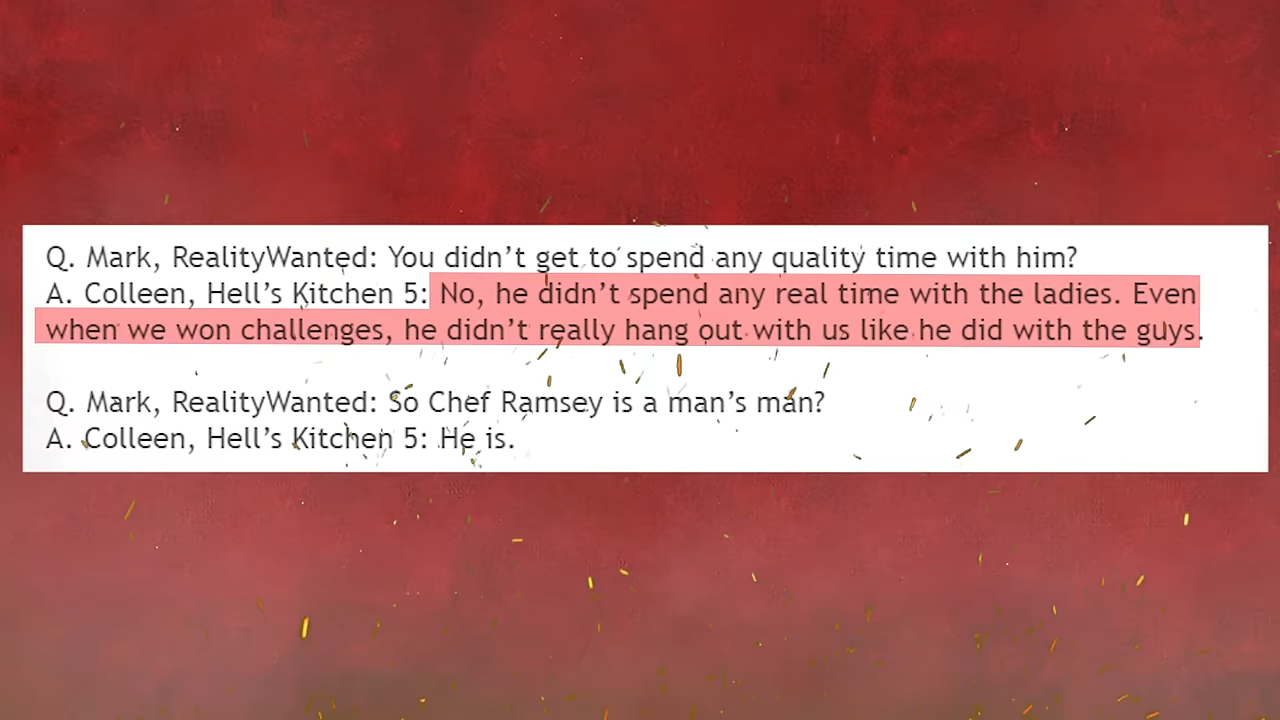 Q. Mark, RealityWanted: You didn’t get to spend any quality time with him?
A. Colleen, Hell’s Kitchen 5: No, he didn’t spend any real time with the ladies. Even
when we won challenges, he didn’t really hang out with us like he did with the guys.
Q. Mark, RealityWanted: So Chef Ramsey is a man’s man?
A. Colleen, Hell’s Kitchen 5: He is.